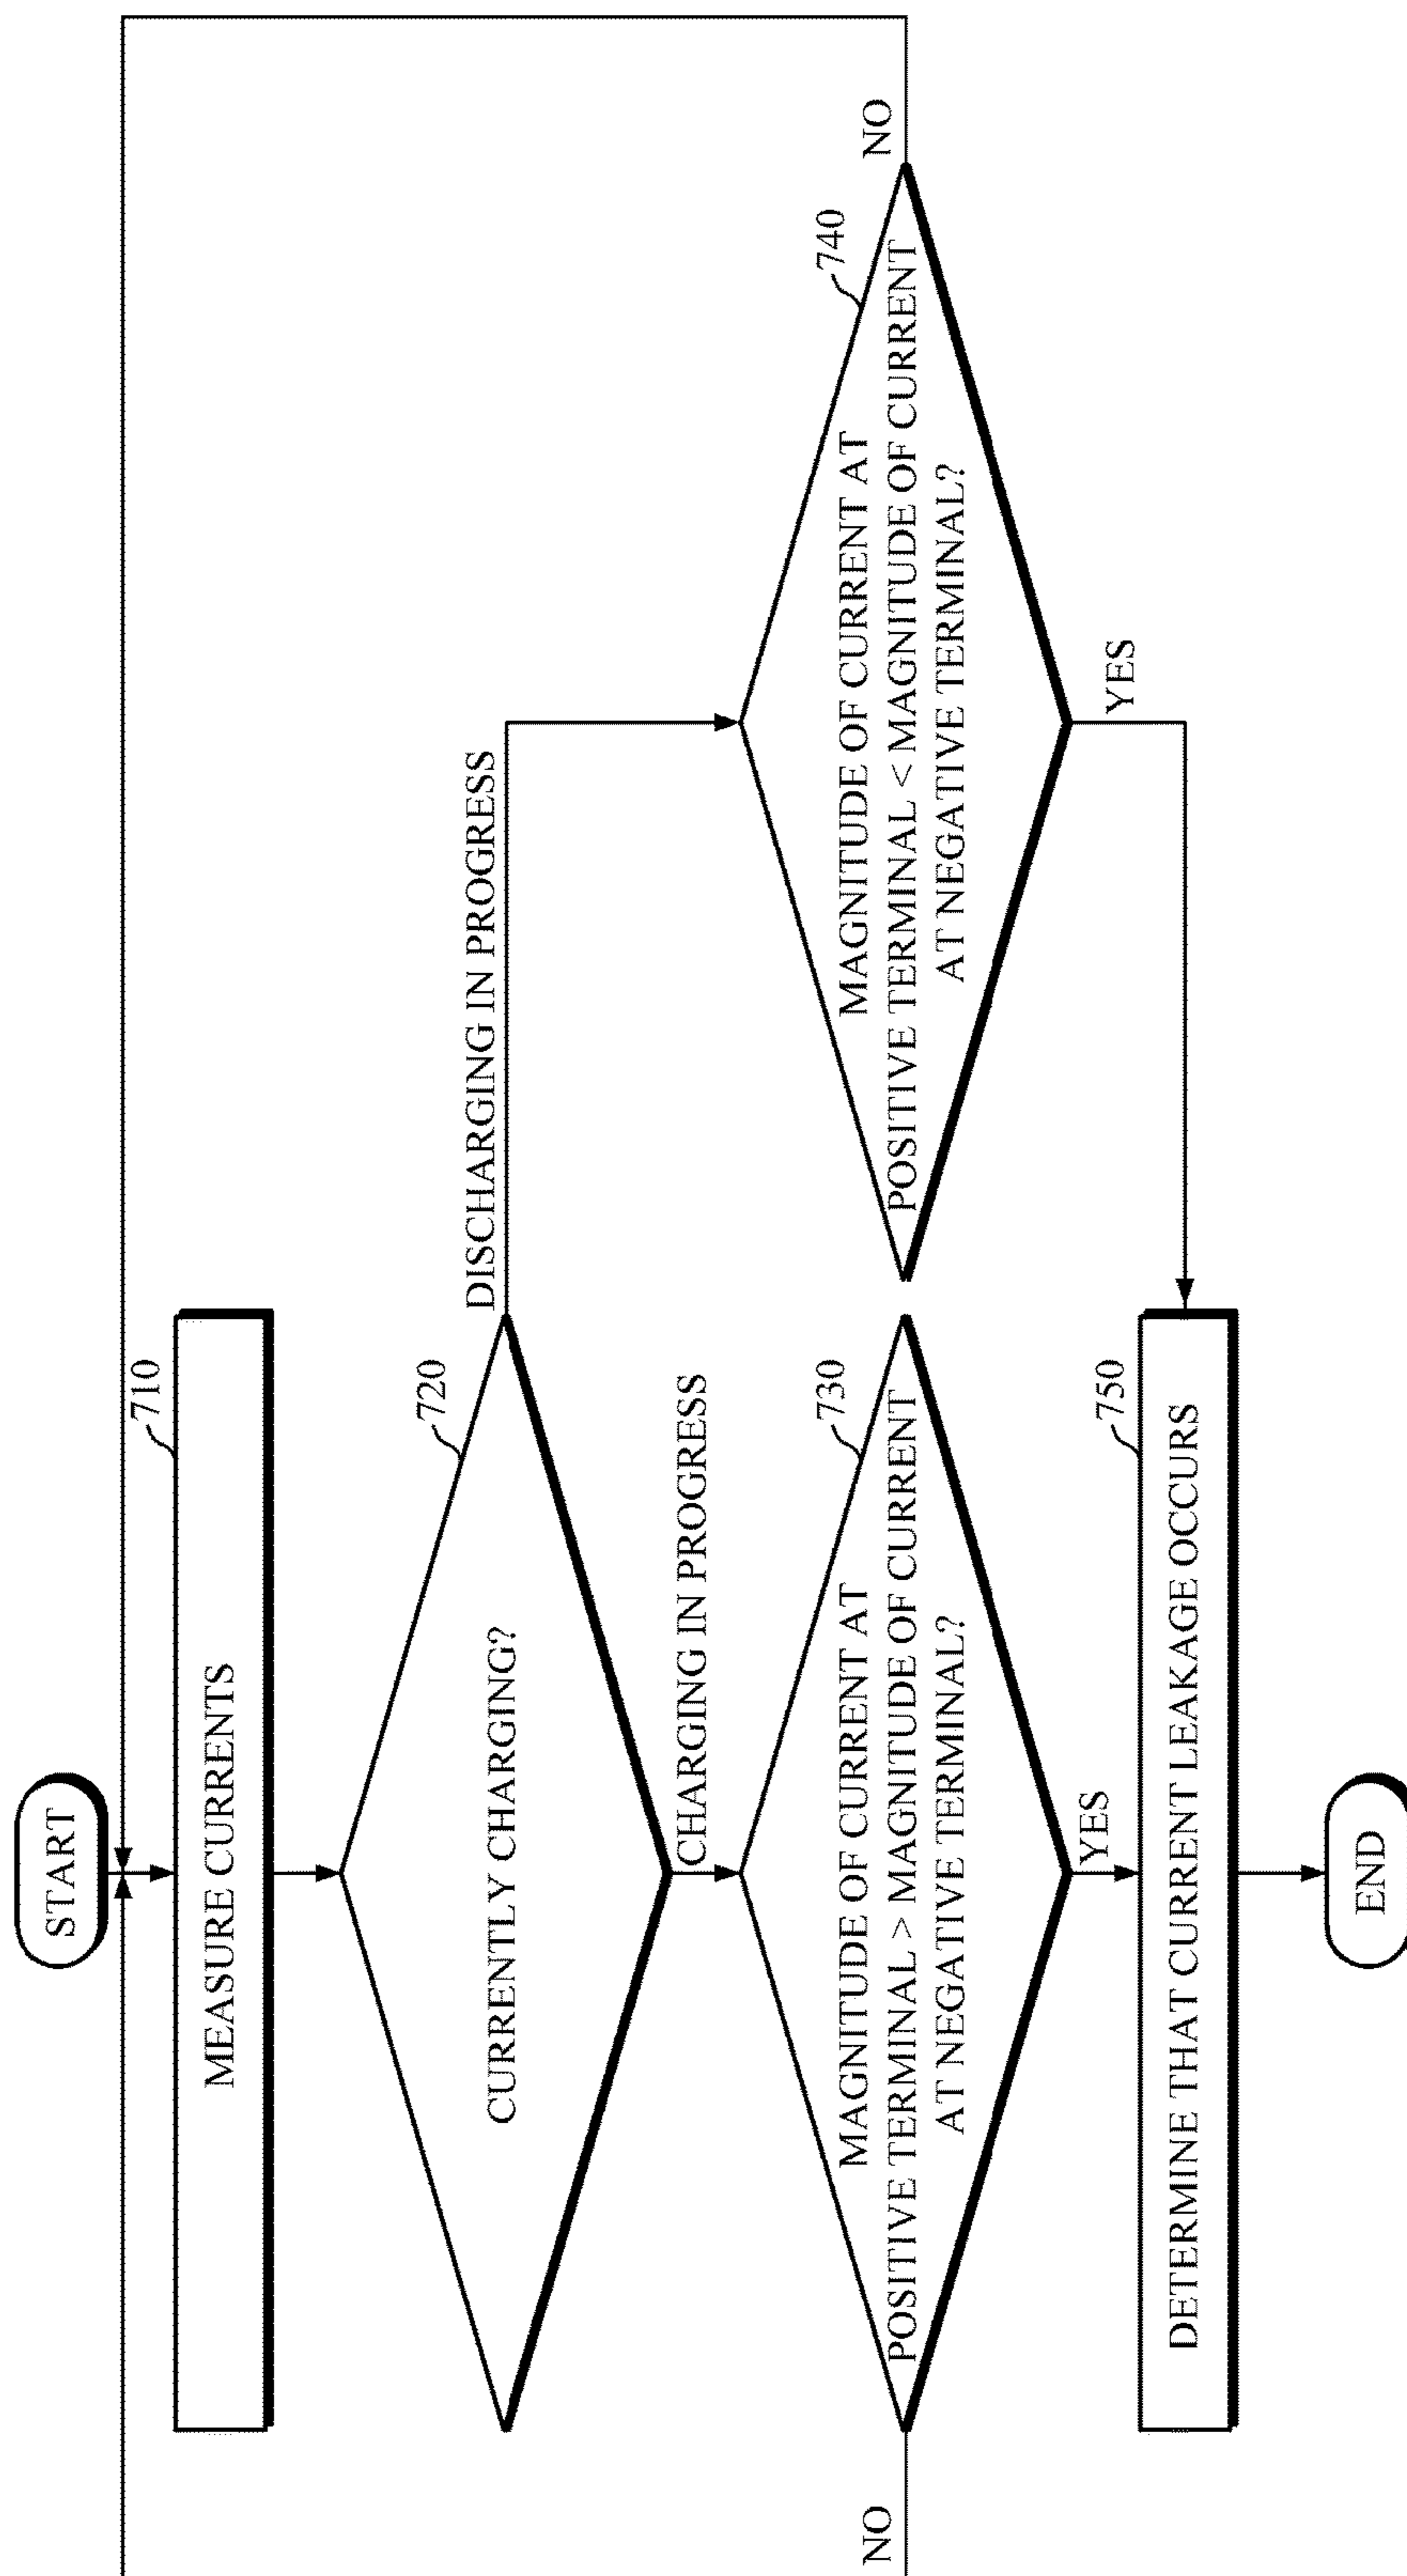 START
710
MEASURE CURRENTS
720
CURRENTLY CHARGING?
DISCHARGING IN PROGRESS
CHARGING IN PROGRESS
730
MAGNITUDE OF CURRENT AT
POSITIVE TERMINAL > MAGNITUDE OF CURRENT
AT NEGATIVE TERMINAL?
NO
YES
740
MAGNITUDE OF CURRENT AT
POSITIVE TERMINAL < MAGNITUDE OF CURRENT
AT NEGATIVE TERMINAL?
NO
YES
750
DETERMINE THAT CURRENT LEAKAGE OCCURS
END